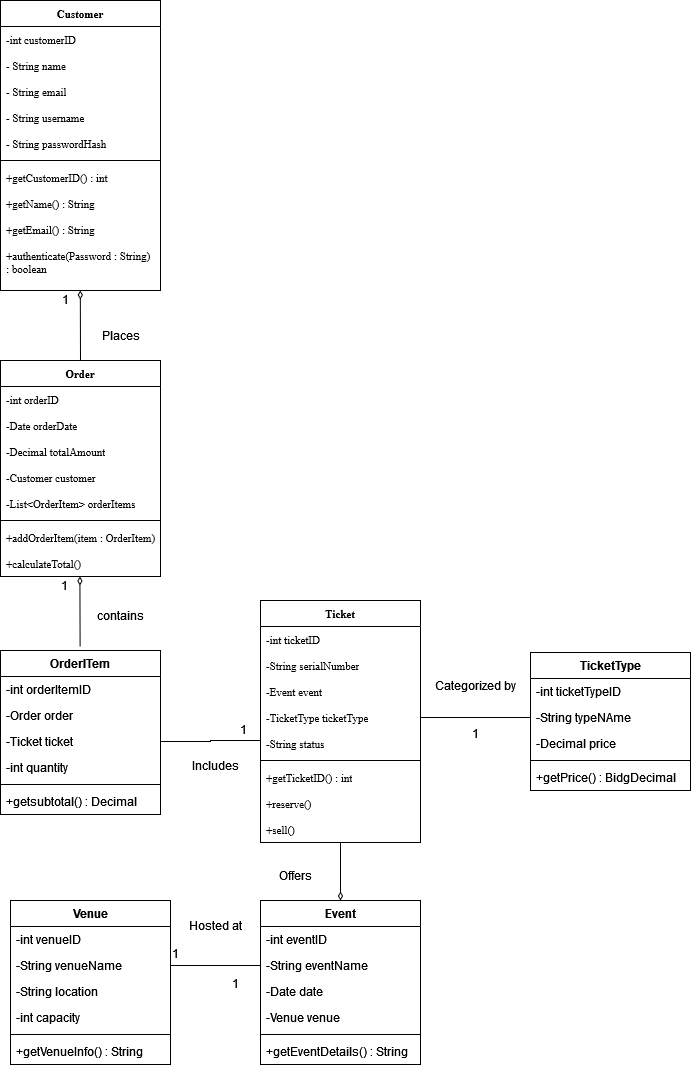 Customer
-int customerID
- String name
- String email
- String username
- String passwordHash
+getCustomerID() : int
+getName() : String
+getEmail() : String
+authenticate(Password : String)
: boolean
1
Places
Order
-int orderID
-Date orderDate
-Decimal totalAmount
-Customer customer
-List<OrderItem> orderItems
+addOrderItem(item : OrderItem)
+calculateTotal()
1
contains
OrderITem
-int orderItemID
-Order order
-Ticket ticket
-int quantity
+getsubtotal() : Decimal
1
Includes
Ticket
-int ticketID
-String serialNumber
-Event event
-TicketType ticketType
-String status
+getTicketID() : int
+reserve()
+sell()
Categorized by
1
TicketType
-int ticketTypeID
-String typeNAme
-Decimal price
+getPrice() : BidgDecimal
Offers
Venue
-int venueID
-String venueName
-String location
-int capacity
+getVenueInfo() : String
Hosted at
1
1
Event
-int eventID
-String eventName
-Date date
-Venue venue
+getEventDetails() : String